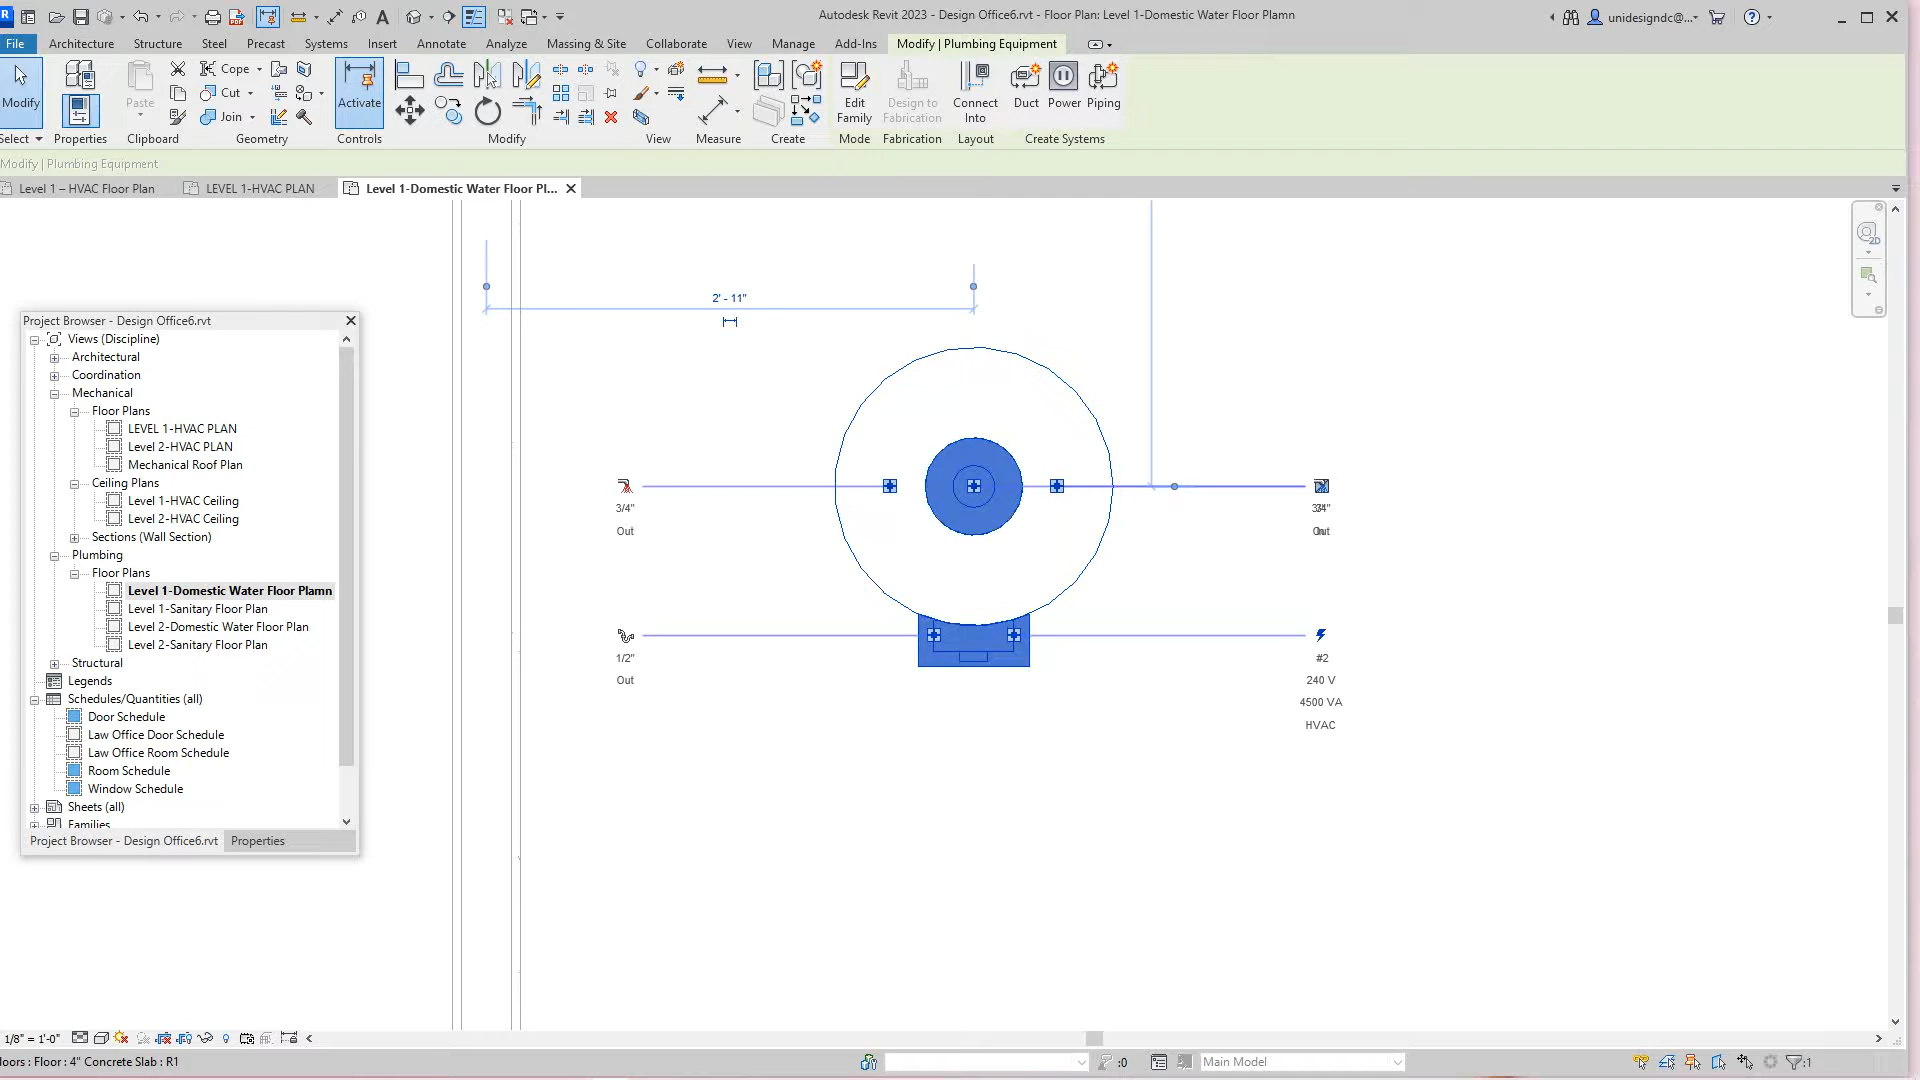 Autodesk Revit 2023 - Design Office6.rvt - Floor Plan: Level 1-Domestic Water Floor Plamn
unidesigndc@...
File Architecture Structure Steel Precast Systems Insert Annotate Analyze Massing & Site Collaborate View Manage Add-Ins Modify | Plumbing Equipment
Modify Paste Cope Cut Join Activate Edit Family Design to Fabrication Connect Into Duct Power Piping
Select Properties Clipboard Geometry Controls Modify View Measure Create Mode Fabrication Layout Create Systems
Modify | Plumbing Equipment
Level 1 – HVAC Floor Plan LEVEL 1-HVAC PLAN Level 1-Domestic Water Floor Pl...
2' - 11"
Project Browser - Design Office6.rvt
Views (Discipline)
Architectural
Coordination
Mechanical
Floor Plans
LEVEL 1-HVAC PLAN
Level 2-HVAC PLAN
Mechanical Roof Plan
Ceiling Plans
Level 1-HVAC Ceiling
Level 2-HVAC Ceiling
Sections (Wall Section)
Plumbing
Floor Plans
Level 1-Domestic Water Floor Plamn
Level 1-Sanitary Floor Plan
Level 2-Domestic Water Floor Plan
Level 2-Sanitary Floor Plan
Structural
Legends
Schedules/Quantities (all)
Door Schedule
Law Office Door Schedule
Law Office Room Schedule
Room Schedule
Window Schedule
Sheets (all)
Families
Project Browser - Design Office6.rvt Properties
3/4"
Out
1/2"
Out
#2
240 V
4500 VA
HVAC
1/8" = 1'-0"
loors : Floor : 4" Concrete Slab : R1
:0
Main Model
:1